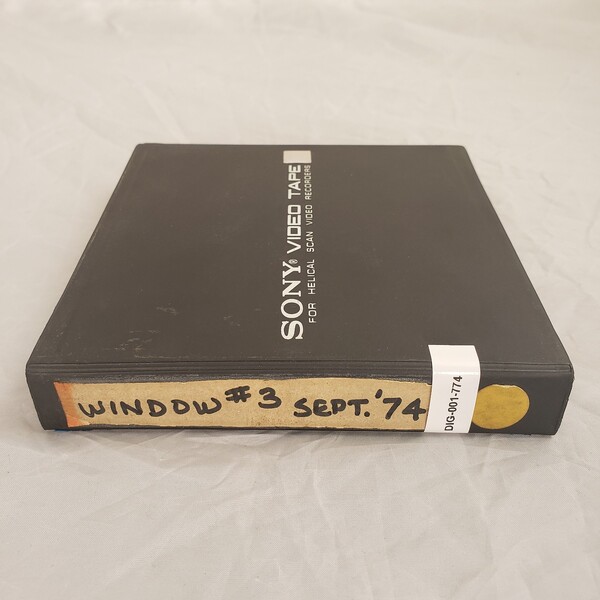 SONY® VIDEO TAPE
FOR HELICAL SCAN VIDEO RECORDERS
WINDOW #3 SEPT. '74
DIG-001-774